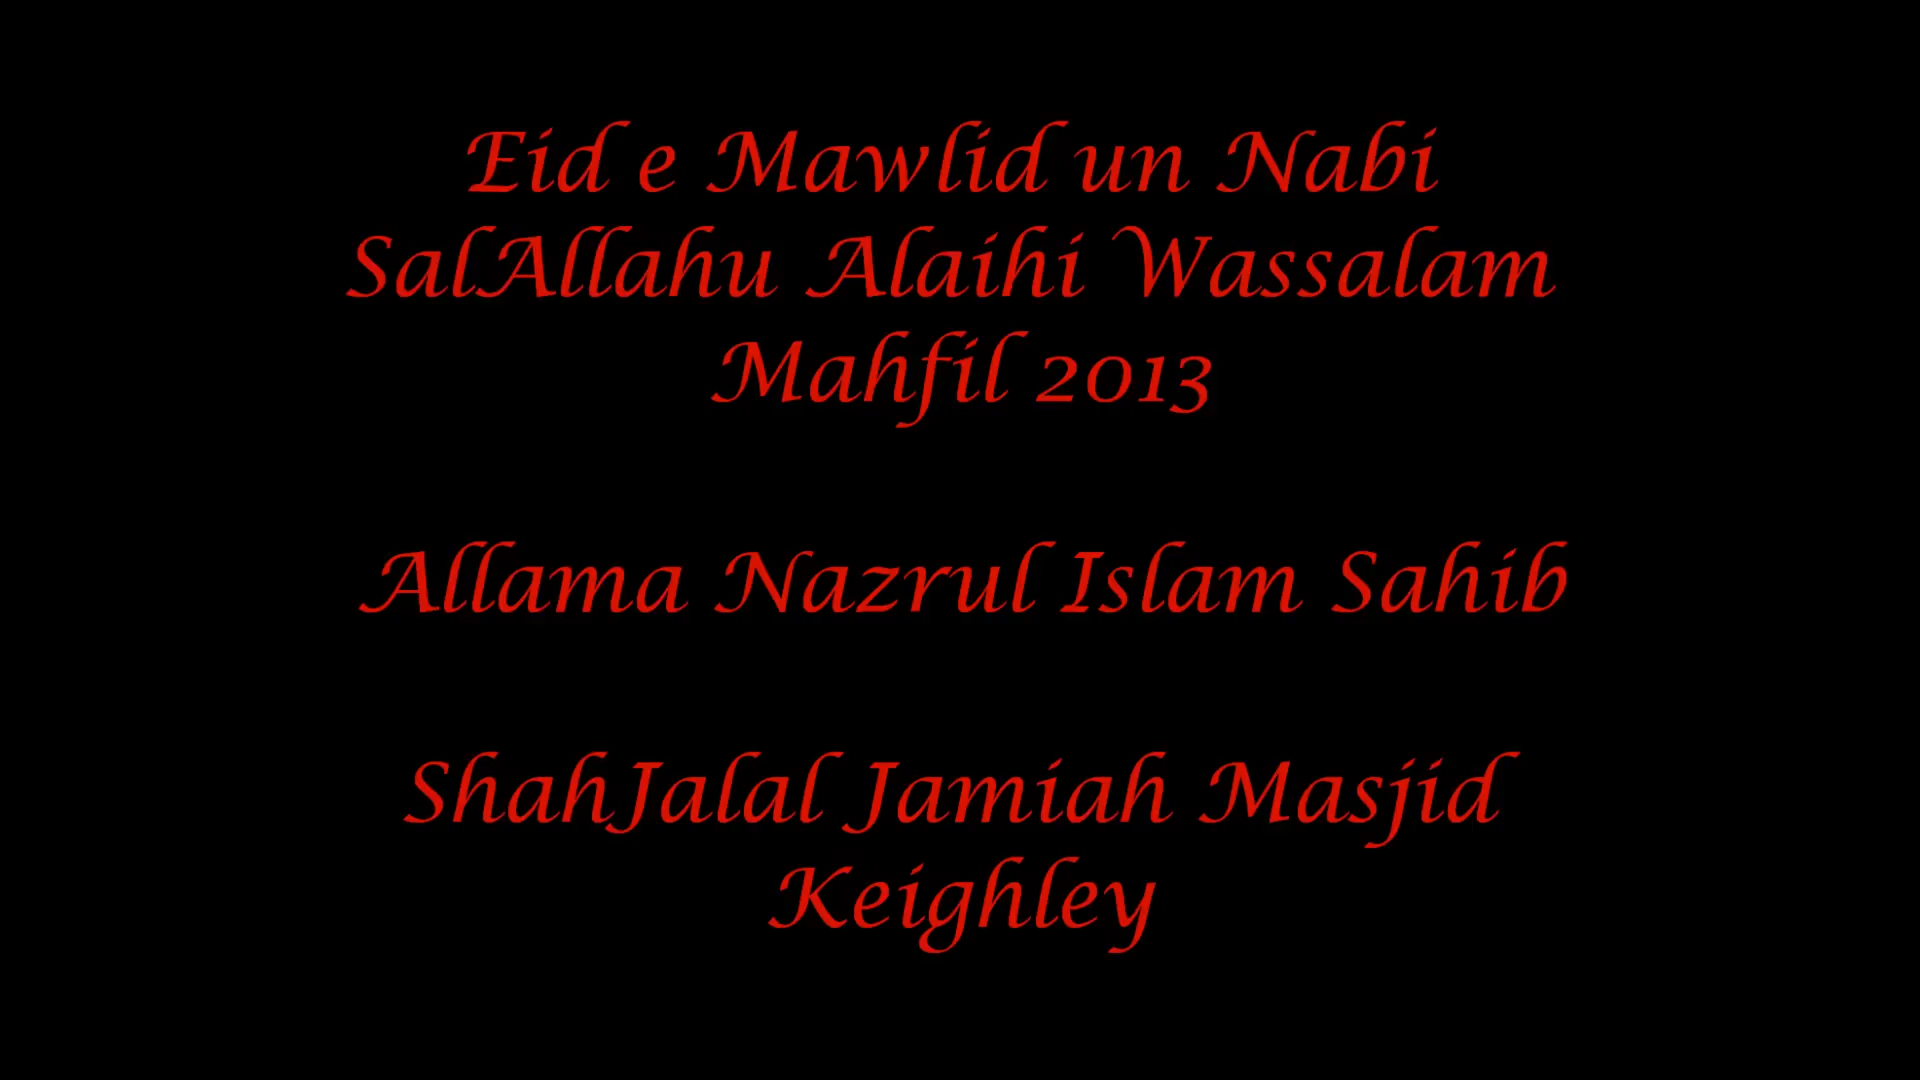 Eid e Mawlid un Nabi
SalAllahu Alaihi Wassalam
Mahfil 2013
Allama Nazrul Islam Sahib
ShahJalal Jamiah Masjid
Keighley